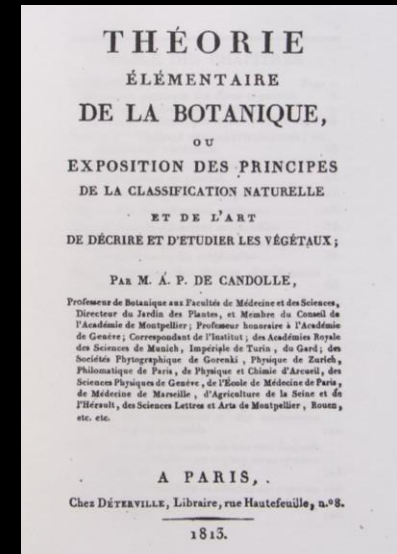 THÉORIE
ÉLÉMENTAIRE
DE LA BOTANIQUE,
OU
EXPOSITION DES PRINCIPES
DE LA CLASSIFICATION NATURELLE
ET DE L'ART
DE DÉCRIRE ET D'ETUDIER LES VÉGÉTAUX;
PAR M. A. P. DE CANDOLLE,
Professeur de Botanique aux Facultés de Médecine et des Sciences,
Directeur du Jardin des Plantes, et Membre du Conseil de
l'Académie de Montpellier; Professeur honoraire à l'Académie
de Genève; Correspondant de l'Institut; des Académies Royale
des Sciences de Munich, Impériale de Turin, du Gard; des
Sociétés Phytographique de Gorenki, Physique de Zurich,
Philomatique de Paris, de Physique et Chimie d'Arcueil, des
Sciences Physiques de Genève, de l'École de Médecine de Paris,
de Médecine de Marseille, d'Agriculture de la Seine et de
l'Hérault, des Sciences Lettres et Arts de Montpellier, Rouen,
etc. etc.
A PARIS,
Chez DÉTERVILLE, Libraire, rue Hautefeuille, n.º 8.
1813.